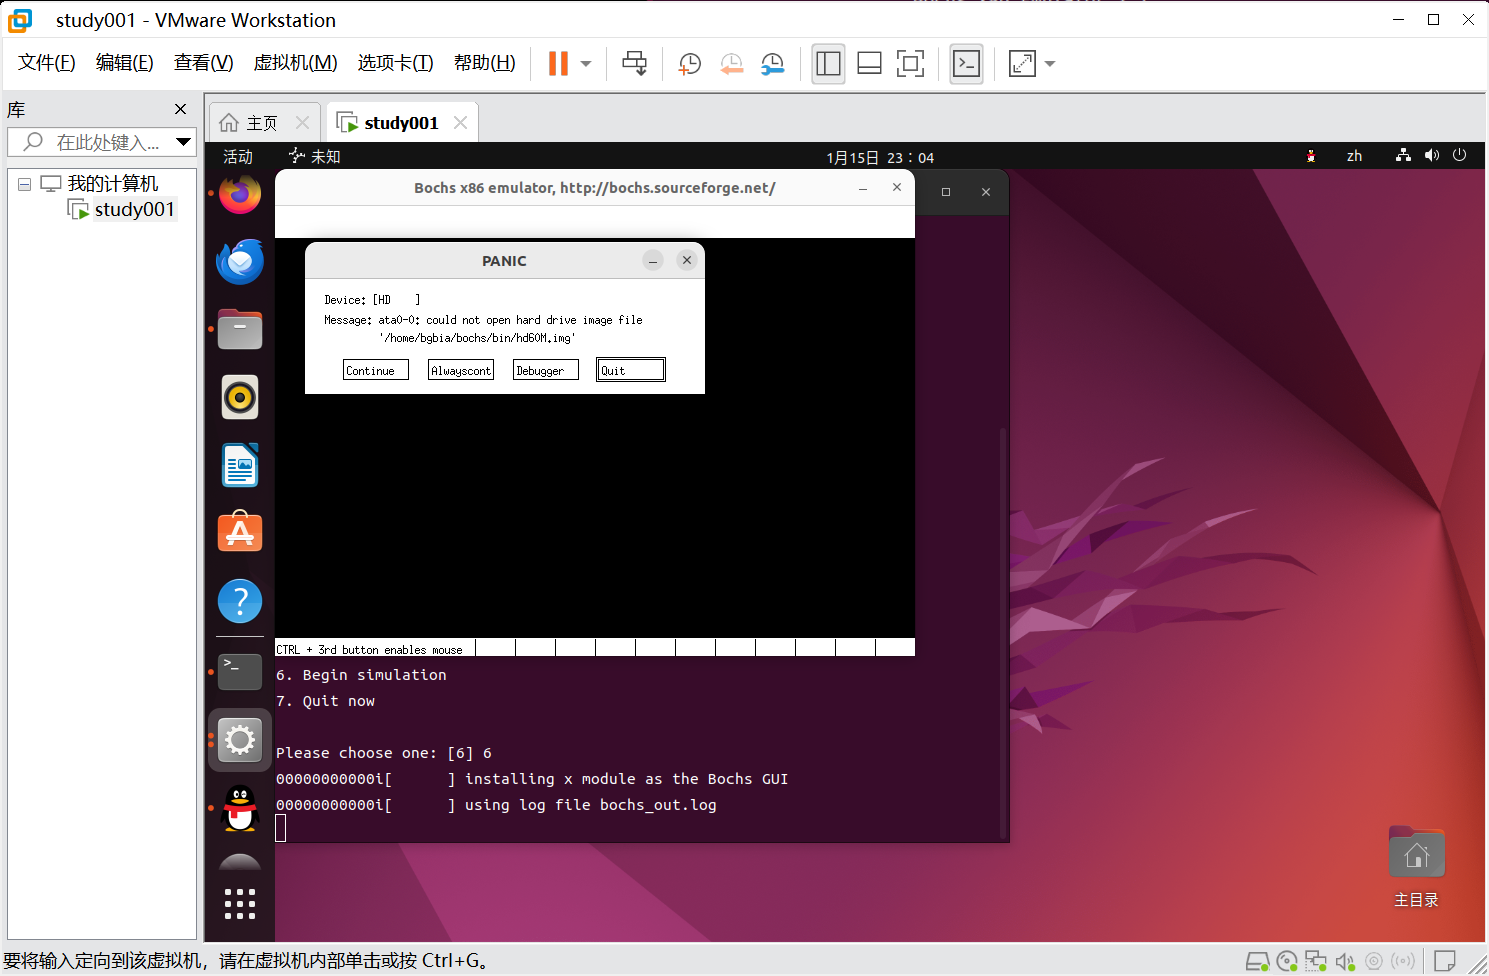 study001 - VMware Workstation
文件(F) 编辑(E) 查看(V) 虚拟机(M) 选项卡(T) 帮助(H)
库
在此处键入...
我的计算机
study001
主页
study001
活动
未知
1月15日 23：04
zh
Bochs x86 emulator, http://bochs.sourceforge.net/
PANIC
Device: [HD    ]
Message: ata0-0: could not open hard drive image file
'/home/bgbia/bochs/bin/hd60M.img'
Continue Alwayscont Debugger Quit
CTRL + 3rd button enables mouse
6. Begin simulation
7. Quit now
Please choose one: [6] 6
00000000000i[      ] installing x module as the Bochs GUI
00000000000i[      ] using log file bochs_out.log
主目录
要将输入定向到该虚拟机，请在虚拟机内部单击或按 Ctrl+G。